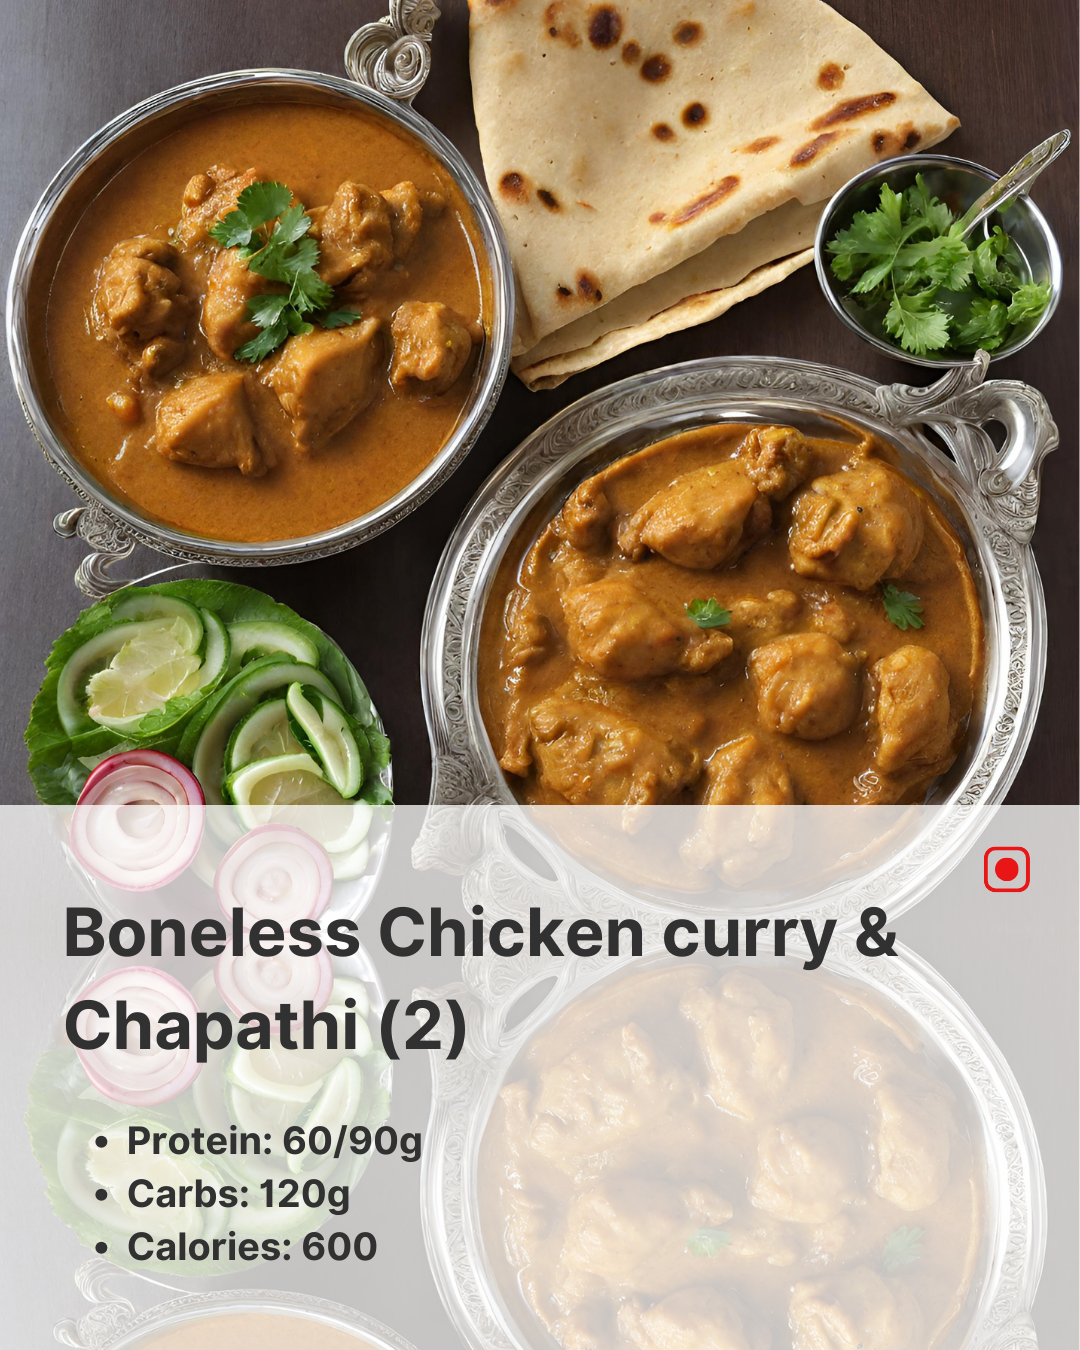 Boneless Chicken curry &
Chapathi (2)
• Protein: 60/90g
• Carbs: 120g
• Calories: 600